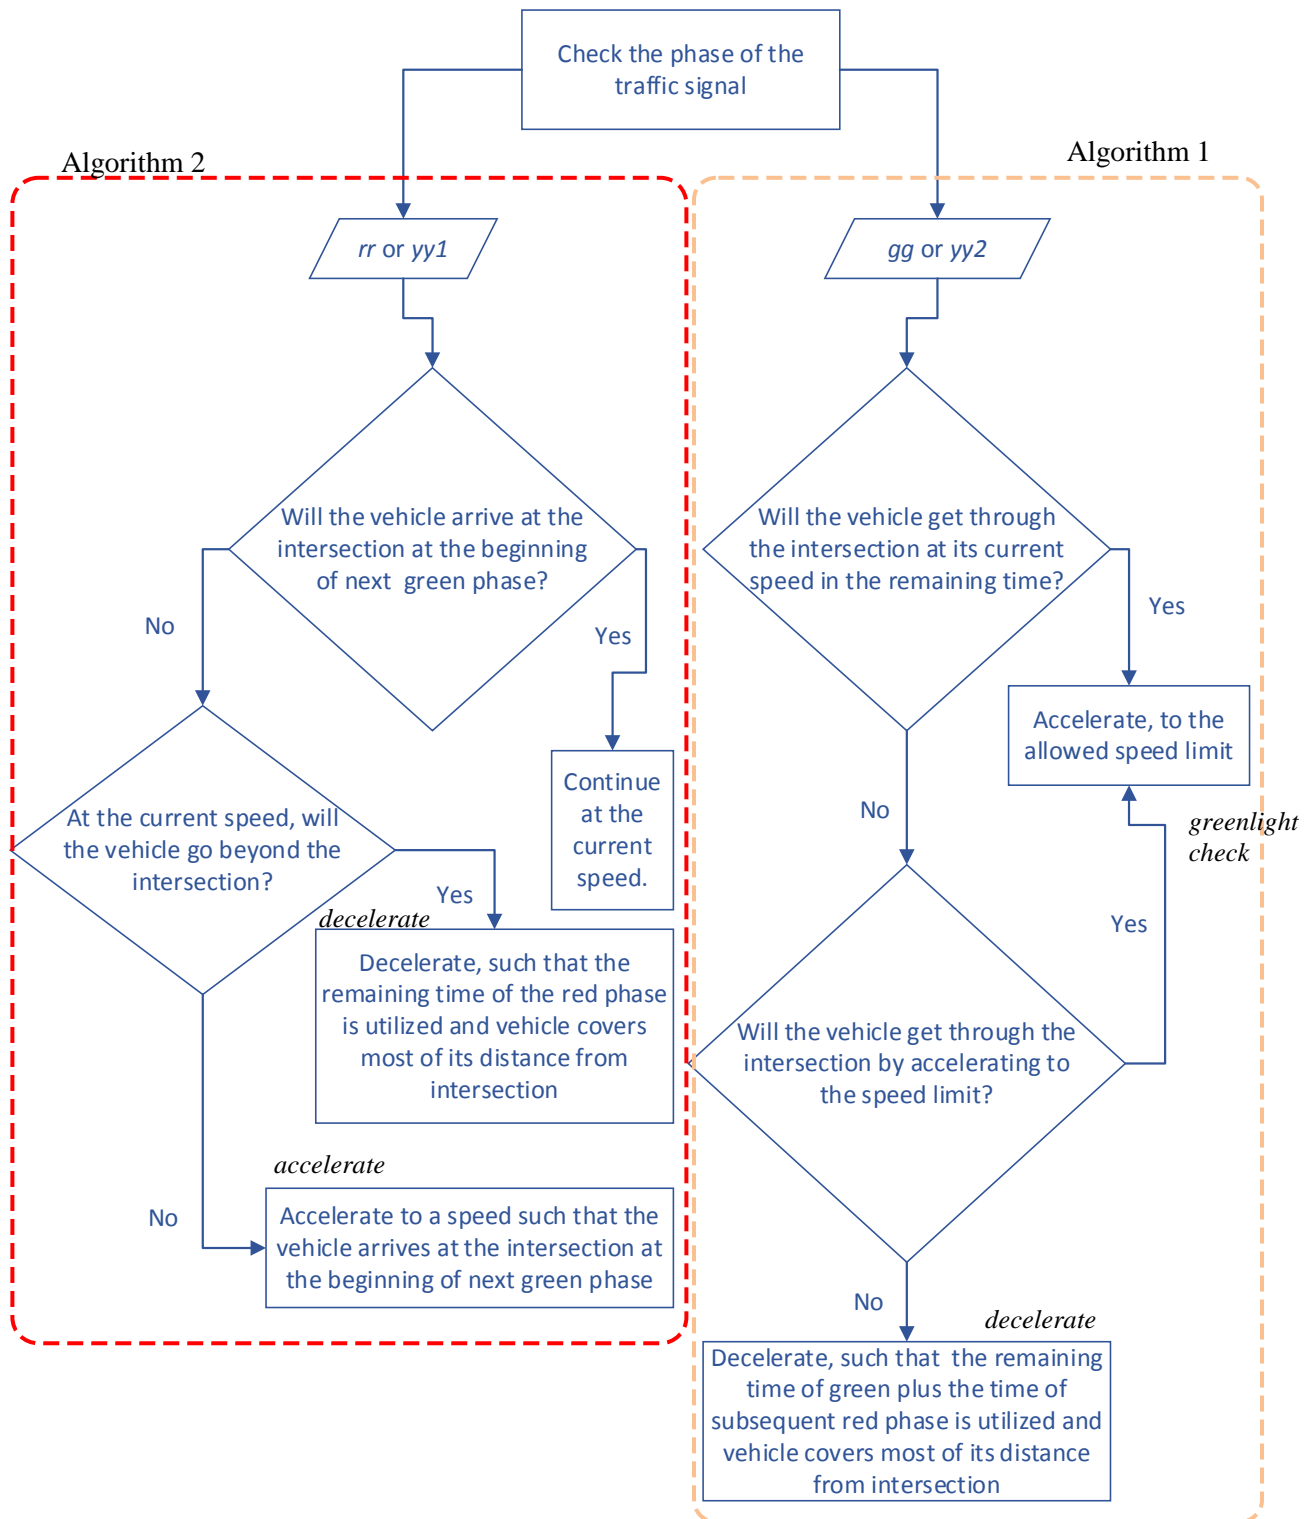 Check the phase of the
traffic signal
Algorithm 2
Algorithm 1
rr or yy1
gg or yy2
Will the vehicle arrive at the
intersection at the beginning
of next green phase?
Will the vehicle get through
the intersection at its current
speed in the remaining time?
No
Yes
Yes
Accelerate, to the
allowed speed limit
Continue
at the
current
speed.
At the current speed, will
the vehicle go beyond the
intersection?
No
greenlight
check
Yes
decelerate
Yes
Decelerate, such that the
remaining time of the red phase
is utilized and vehicle covers
most of its distance from
intersection
Will the vehicle get through the
intersection by accelerating to
the speed limit?
accelerate
No
Accelerate to a speed such that the
vehicle arrives at the intersection at
the beginning of next green phase
No
decelerate
Decelerate, such that the remaining
time of green plus the time of
subsequent red phase is utilized and
vehicle covers most of its distance
from intersection